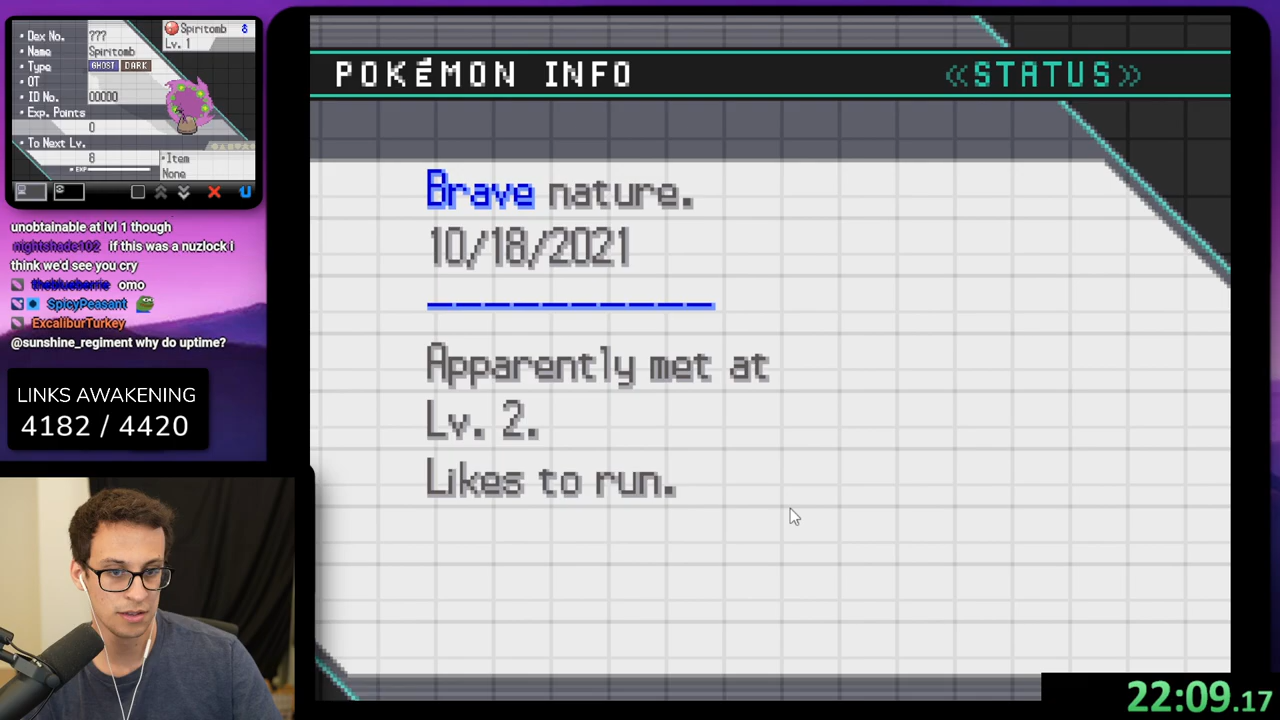 • Dex No. ???
• Name Spiritomb
• Type GHOST DARK
• OT
• ID No. 00000
• Exp. Points
0
• To Next Lv.
8
• EXP
Spiritomb ♂
Lv. 1
•Item
None
POKÉMON INFO
«STATUS»
Brave nature.
10/18/2021
Apparently met at
Lv. 2.
Likes to run.
unobtainable at lvl 1 though
nightshade102 if this was a nuzlock i
think we'd see you cry
theblueberrie omo
SpicyPeasant
ExcaliburTurkey
@sunshine_regiment why do uptime?
LINKS AWAKENING
4182 / 4420
22:09.17